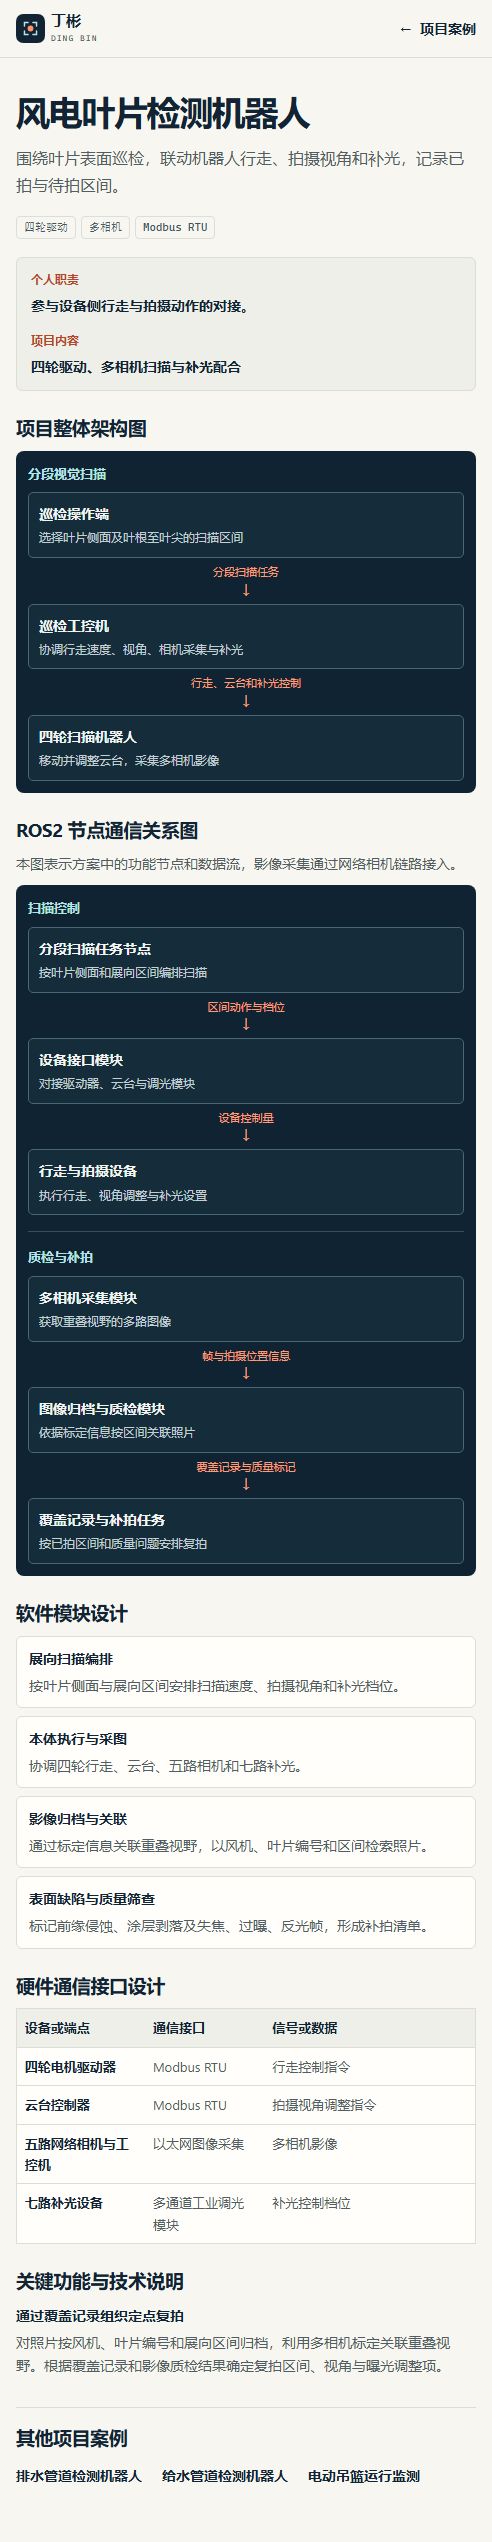 丁彬
DING BIN
← 项目案例
风电叶片检测机器人
围绕叶片表面巡检，联动机器人行走、拍摄视角和补光，记录已
拍与待拍区间。
四轮驱动
多相机
Modbus RTU
个人职责
参与设备侧行走与拍摄动作的对接。
项目内容
四轮驱动、多相机扫描与补光配合
项目整体架构图
分段视觉扫描
巡检操作端
选择叶片侧面及叶根至叶尖的扫描区间
分段扫描任务
↓
巡检工控机
协调行走速度、视角、相机采集与补光
行走、云台和补光控制
↓
四轮扫描机器人
移动并调整云台，采集多相机影像
ROS2 节点通信关系图
本图表示方案中的功能节点和数据流，影像采集通过网络相机链路接入。
扫描控制
分段扫描任务节点
按叶片侧面和展向区间编排扫描
区间动作与档位
↓
设备接口模块
对接驱动器、云台与调光模块
设备控制量
↓
行走与拍摄设备
执行行走、视角调整与补光设置
质检与补拍
多相机采集模块
获取重叠视野的多路图像
帧与拍摄位置信息
↓
图像归档与质检模块
依据标定信息按区间关联照片
覆盖记录与质量标记
↓
覆盖记录与补拍任务
按已拍区间和质量问题安排复拍
软件模块设计
展向扫描编排
按叶片侧面与展向区间安排扫描速度、拍摄视角和补光档位。
本体执行与采图
协调四轮行走、云台、五路相机和七路补光。
影像归档与关联
通过标定信息关联重叠视野，以风机、叶片编号和区间检索照片。
表面缺陷与质量筛查
标记前缘侵蚀、涂层剥落及失焦、过曝、反光帧，形成补拍清单。
硬件通信接口设计
设备或端点 通信接口 信号或数据
四轮电机驱动器 Modbus RTU 行走控制指令
云台控制器 Modbus RTU 拍摄视角调整指令
五路网络相机与工 以太网图像采集 多相机影像
控机
七路补光设备 多通道工业调光 补光控制档位
模块
关键功能与技术说明
通过覆盖记录组织定点复拍
对照片按风机、叶片编号和展向区间归档，利用多相机标定关联重叠视
野。根据覆盖记录和影像质检结果确定复拍区间、视角与曝光调整项。
其他项目案例
排水管道检测机器人 给水管道检测机器人 电动吊篮运行监测